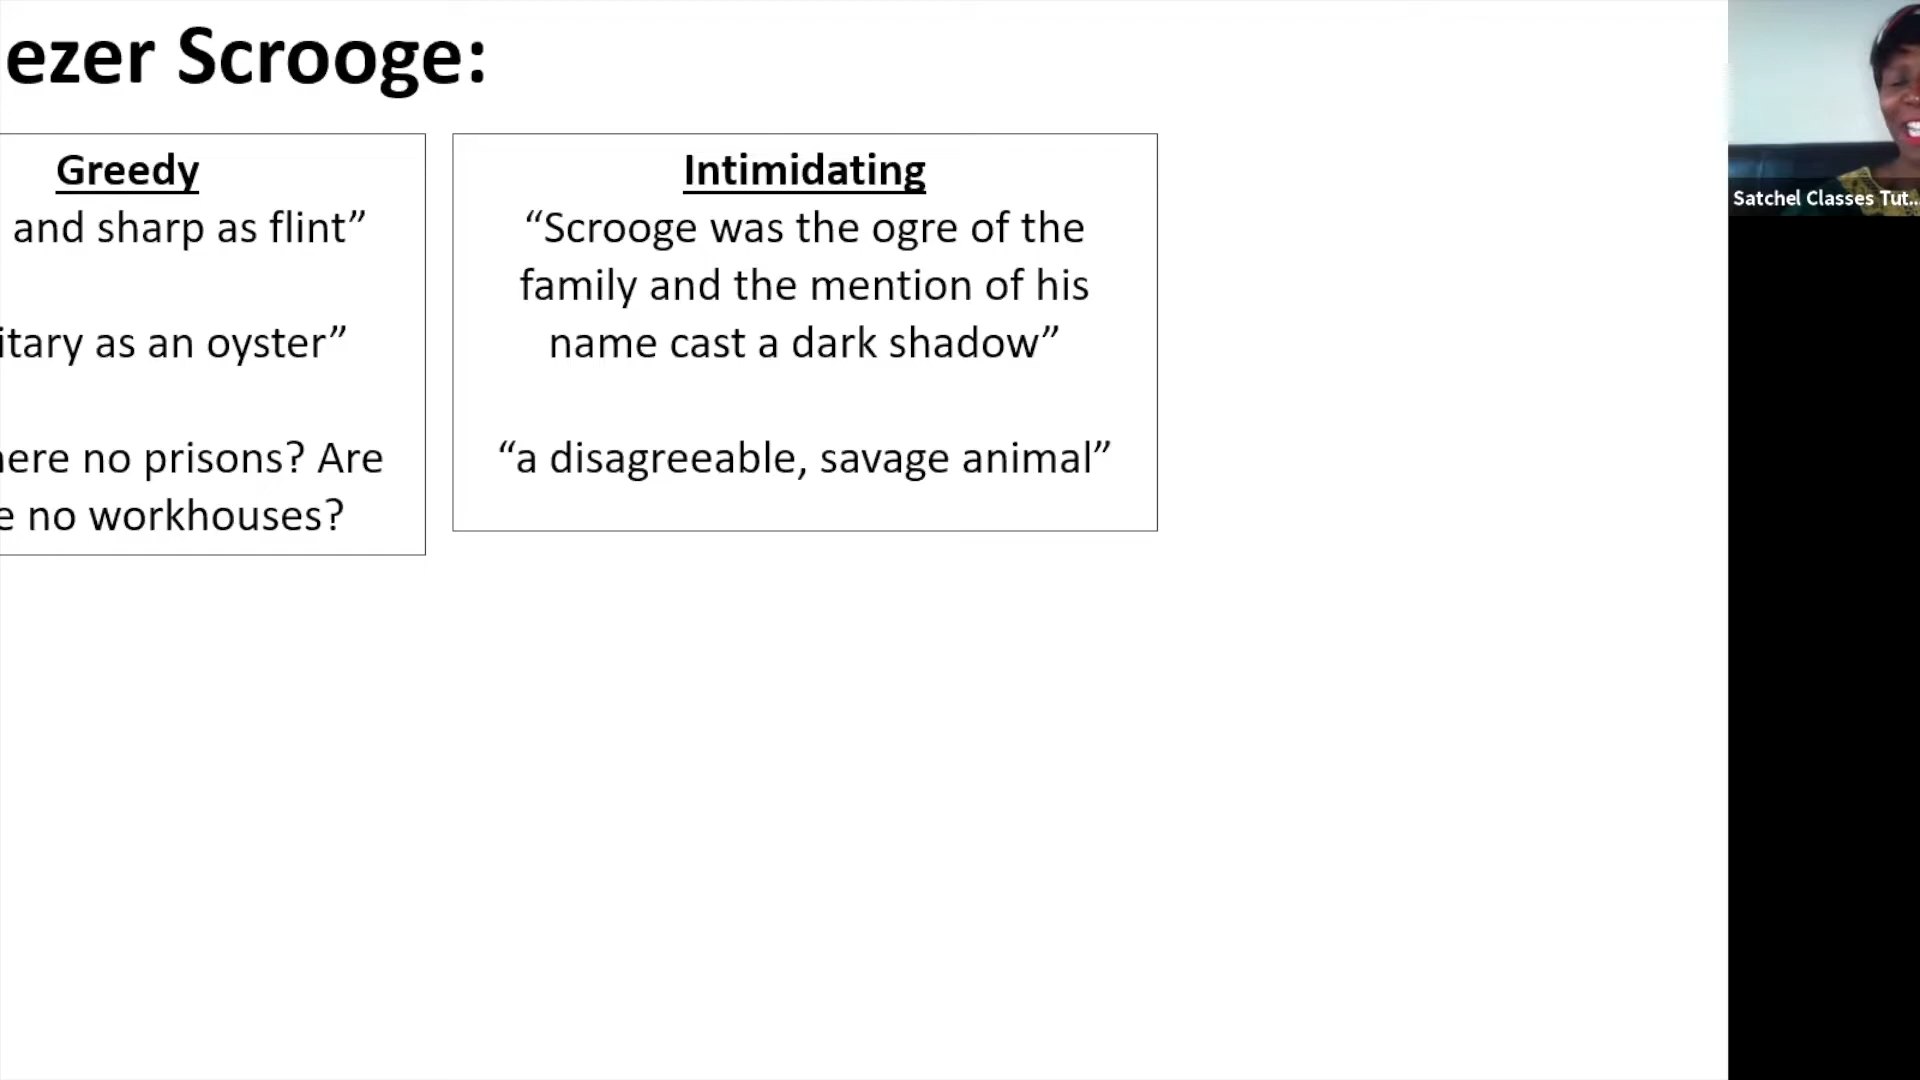 ezer Scrooge:
Greedy
and sharp as flint”
itary as an oyster”
here no prisons? Are
e no workhouses?
Intimidating
“Scrooge was the ogre of the
family and the mention of his
name cast a dark shadow”
“a disagreeable, savage animal”
Satchel Classes Tut...